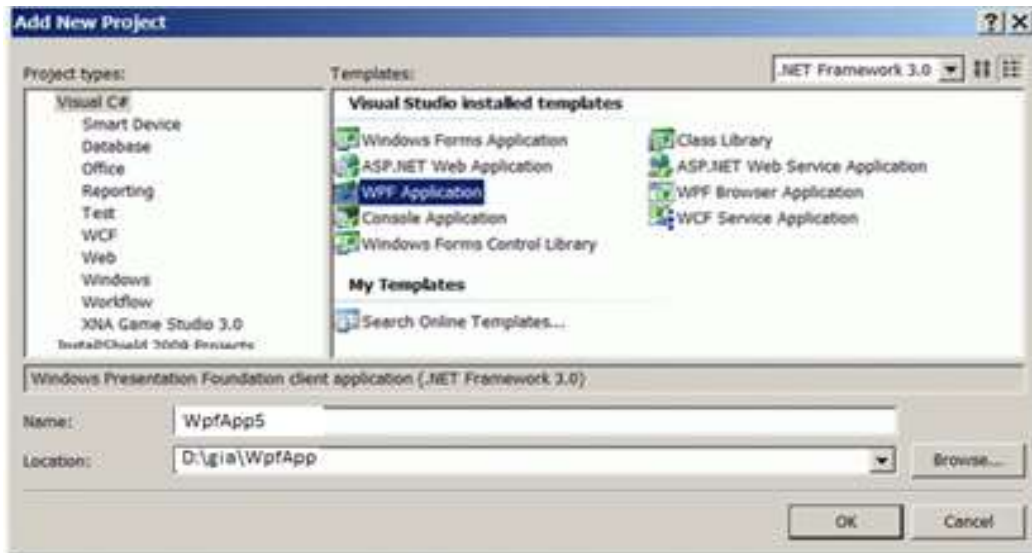 Add New Project
Project types:
Templates:
.NET Framework 3.0
Visual C#
Smart Device
Database
Office
Reporting
Test
WCF
Web
Windows
Workflow
XNA Game Studio 3.0
InstallShield 2009 Projects
Visual Studio installed templates
Windows Forms Application
Class Library
ASP.NET Web Application
ASP.NET Web Service Application
WPF Application
WPF Browser Application
Console Application
WCF Service Application
Windows Forms Control Library
My Templates
Search Online Templates...
Windows Presentation Foundation client application (.NET Framework 3.0)
Name:
WpfApp5
Location:
D:\gia\WpfApp
Browse...
OK
Cancel